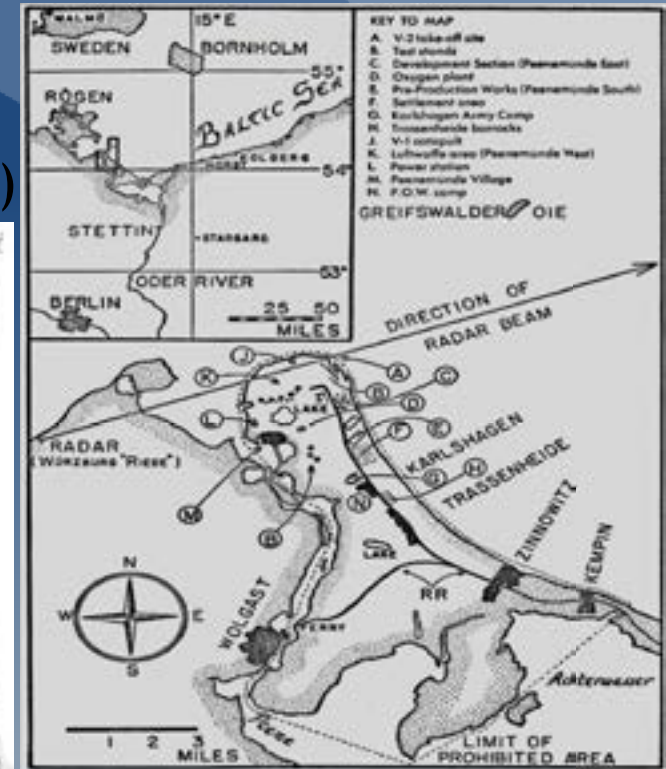 MALMÖ
15° E
SWEDEN
BORNHOLM
55°
RÜGEN
BALTIC SEA
HORST
KOLBERG
54°
STETTIN
STARGARD
53°
ODER RIVER
BERLIN
25 50
MILES
KEY TO MAP
A. V-2 take-off site
B. Test stands
C. Development Section (Peenemünde East)
D. Oxygen plant
E. Pre-Production Works (Peenemünde South)
F. Settlement area
G. Karlshagen Army Camp
H. Trassenheide barracks
J. V-1 catapult
K. Luftwaffe area (Peenemünde West)
L. Power station
M. Peenemünde Village
N. P.O.W. camp
GREIFSWALDER OIE
)
DIRECTION OF
RADAR BEAM
J
A
K
C
B
D
LAKE
L
F
E
RADAR
(WÜRZBURG "RIESE")
KARLSHAGEN
G
H
TRASSENHEIDE
N
M
B
LAKE
ZINNOWITZ
KEMPIN
RR
N
W E
S
WOLGAST
FERRY
Achterwasser
Peene
1 2 3
MILES
LIMIT OF
PROHIBITED AREA